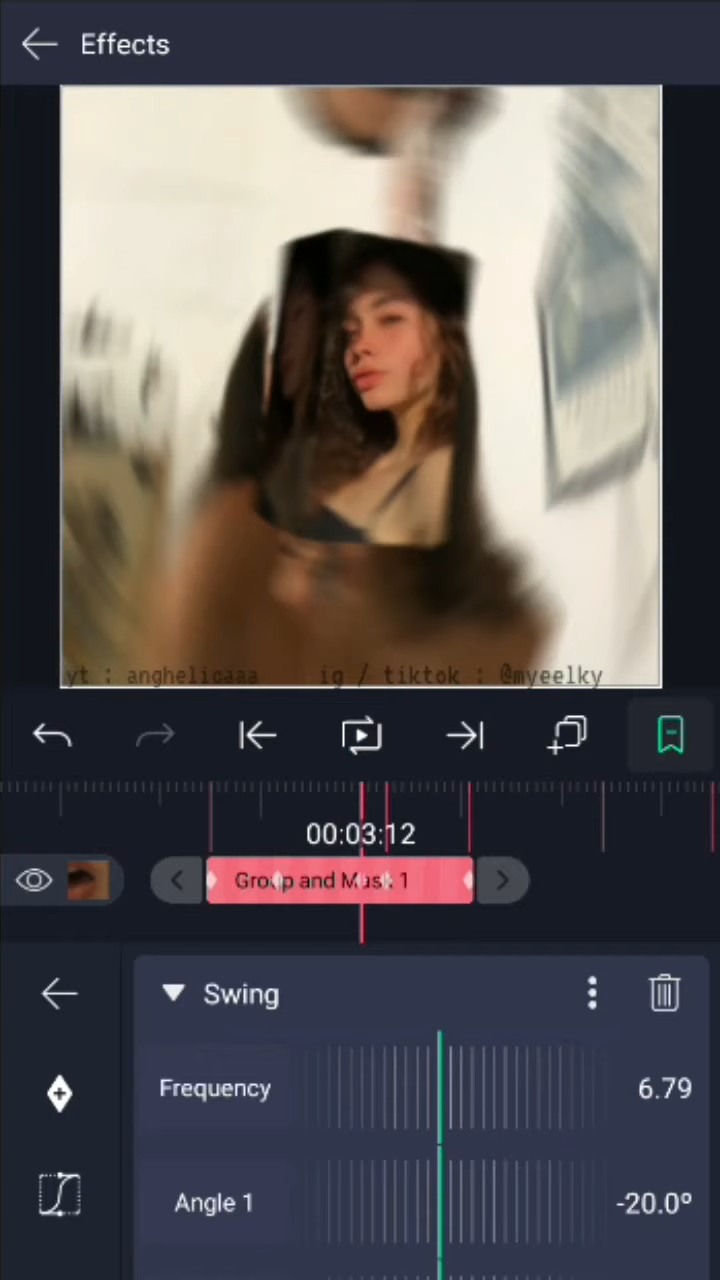 Effects
yt : anghelicaaa ig / tiktok : @myeelky
00:03:12
Group and Mask 1
Swing
Frequency 6.79
Angle 1 -20.0º